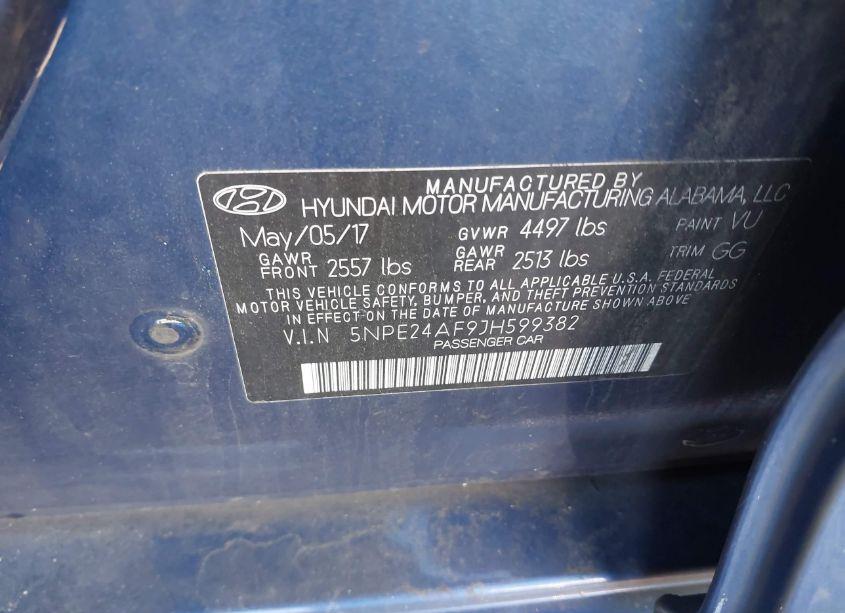 MANUFACTURED BY
HYUNDAI MOTOR MANUFACTURING ALABAMA, LLC
May/05/17 GVWR 4497 lbs PAINT VU
GAWR FRONT 2557 lbs GAWR REAR 2513 lbs TRIM GG
THIS VEHICLE CONFORMS TO ALL APPLICABLE U.S.A. FEDERAL
MOTOR VEHICLE SAFETY, BUMPER, AND THEFT PREVENTION STANDARDS
IN EFFECT ON THE DATE OF MANUFACTURE SHOWN ABOVE
V.I.N 5NPE24AF9JH599382
PASSENGER CAR